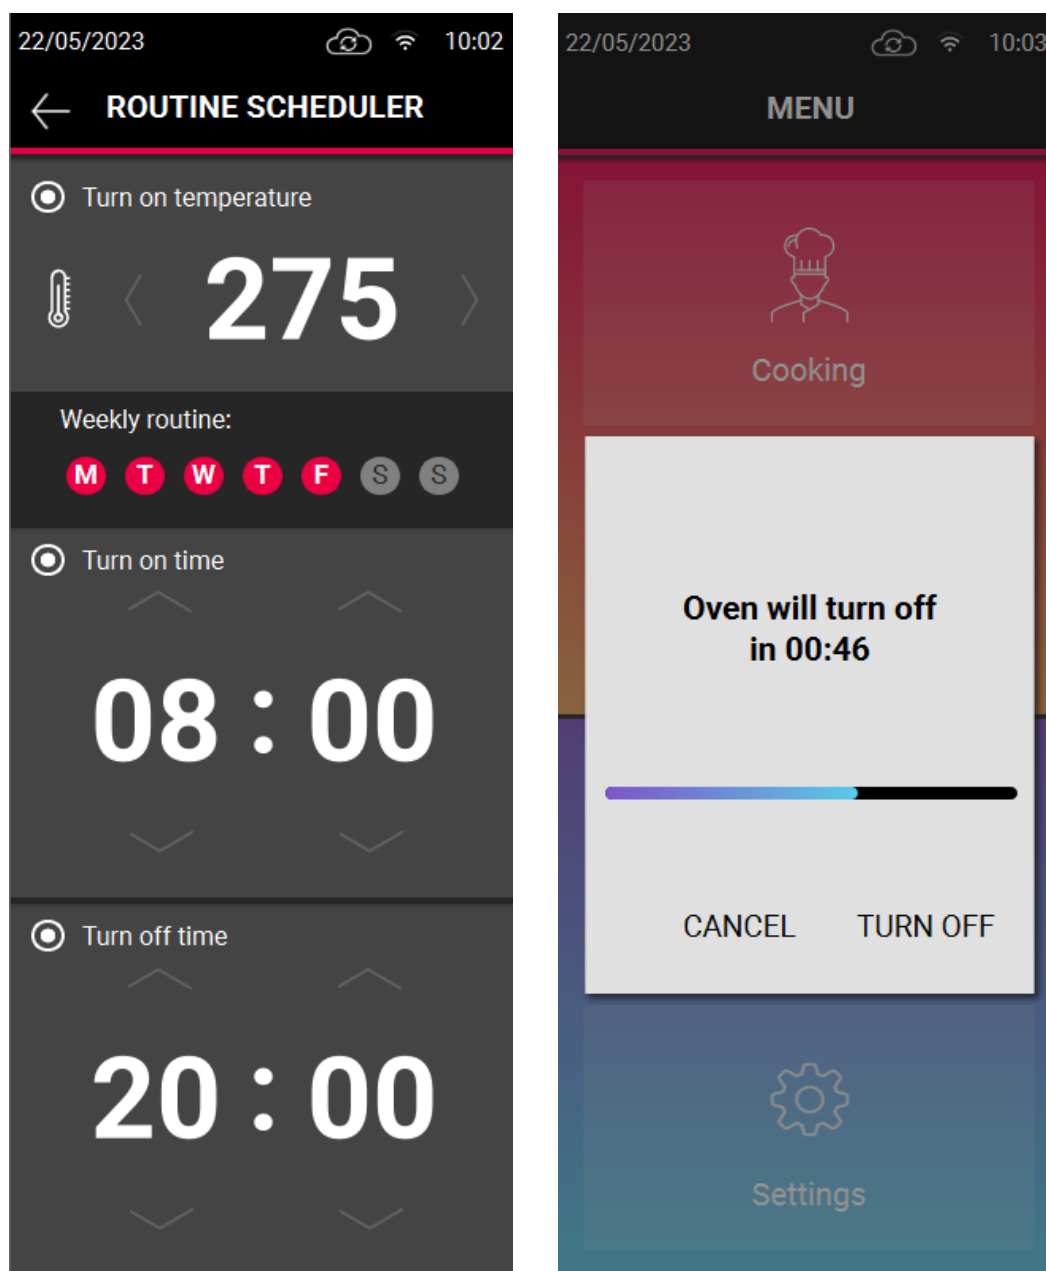 22/05/2023 10:02
ROUTINE SCHEDULER
Turn on temperature
275
Weekly routine:
M T W T F S S
Turn on time
08 : 00
Turn off time
20 : 00
22/05/2023 10:03
MENU
Cooking
Oven will turn off
in 00:46
CANCEL TURN OFF
Settings